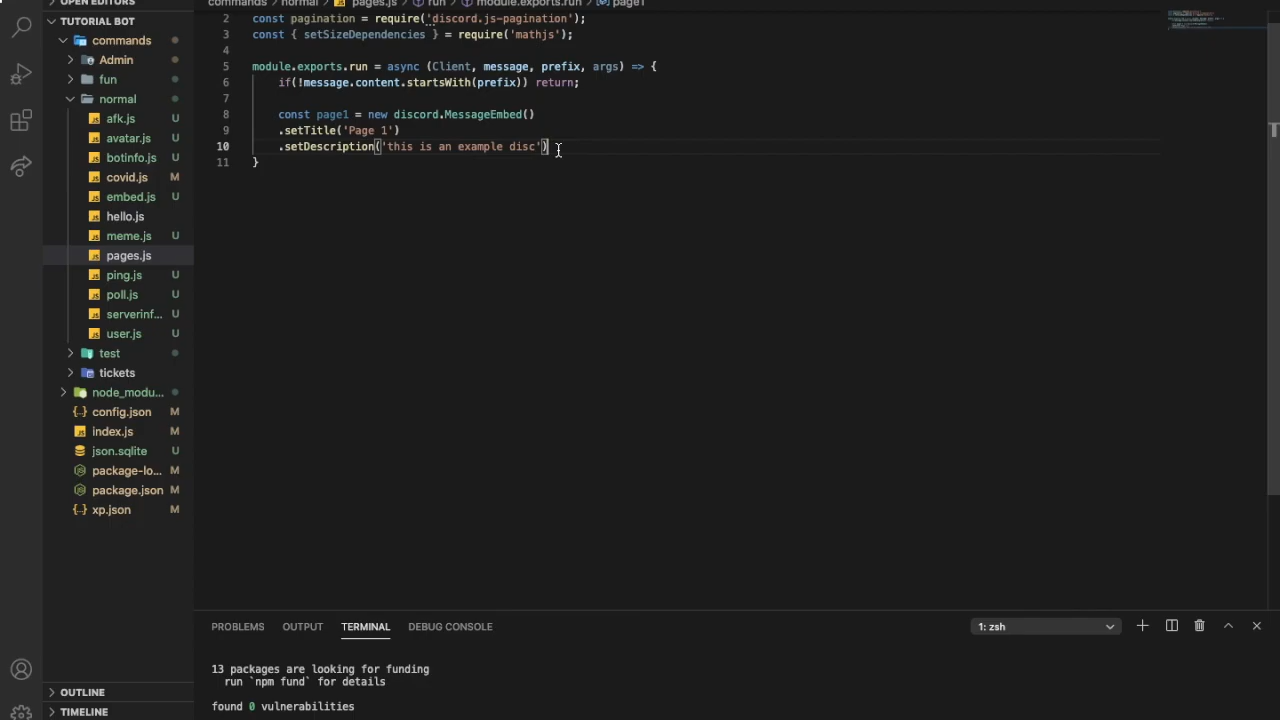 OPEN EDITORS
commands > normal > JS pages.js > run > module.exports.run > page1
TUTORIAL BOT
commands
Admin
fun
normal
afk.js U
avatar.js U
botinfo.js U
covid.js M
embed.js U
hello.js
meme.js U
pages.js
ping.js U
poll.js U
serverinf... U
user.js U
test
tickets
node_modu...
config.json M
index.js M
json.sqlite U
package-lo... M
package.json M
xp.json M
OUTLINE
TIMELINE
2 const pagination = require('discord.js-pagination');
3 const { setSizeDependencies } = require('mathjs');
4
5 module.exports.run = async (Client, message, prefix, args) => {
6 if(!message.content.startsWith(prefix)) return;
7
8 const page1 = new discord.MessageEmbed()
9 .setTitle('Page 1')
10 .setDescription('this is an example disc')
11 }
PROBLEMS OUTPUT TERMINAL DEBUG CONSOLE 1: zsh
13 packages are looking for funding
run `npm fund` for details
found 0 vulnerabilities